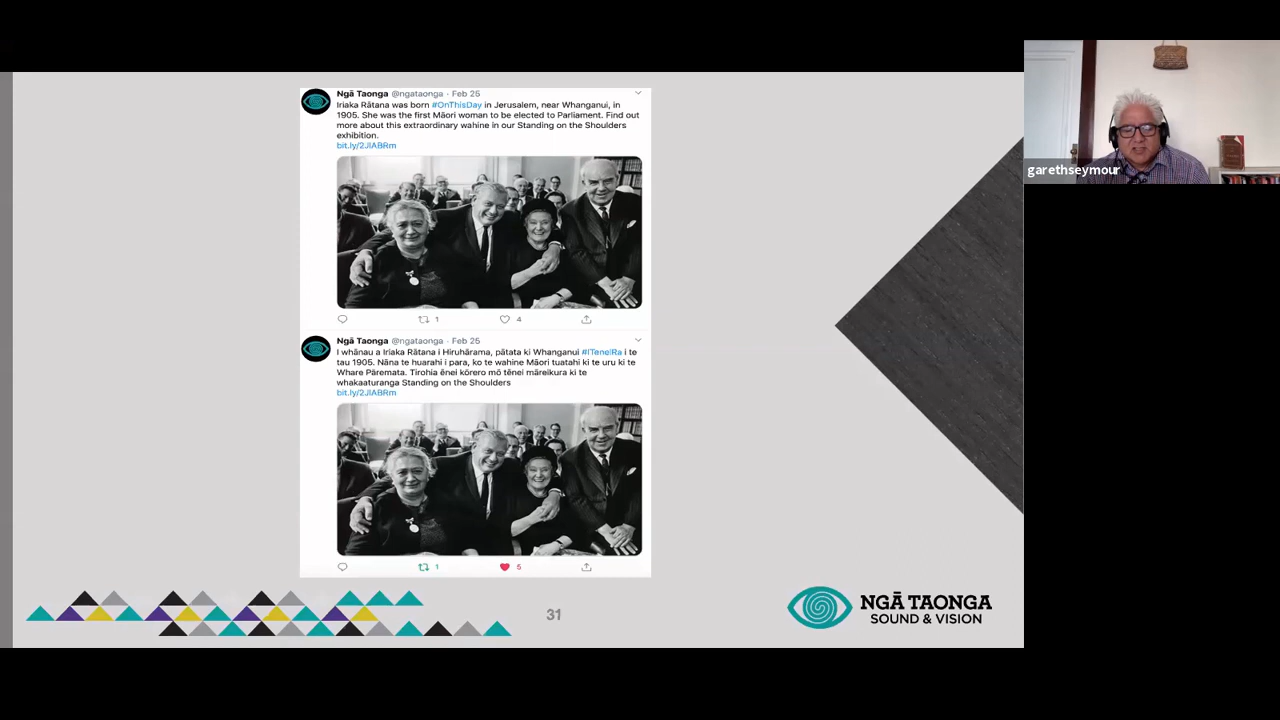 Ngā Taonga @ngataonga · Feb 25
Iriaka Rātana was born #OnThisDay in Jerusalem, near Whanganui, in
1905. She was the first Māori woman to be elected to Parliament. Find out
more about this extraordinary wahine in our Standing on the Shoulders
exhibition.
bit.ly/2JIABRm
1
4
Ngā Taonga @ngataonga · Feb 25
I whānau a Iriaka Rātana i Hiruhārama, pātata ki Whanganui #ITeneiRa i te
tau 1905. Nāna te huarahi i para, ko te wahine Māori tuatahi ki te uru ki te
Whare Pāremata. Tirohia ēnei kōrero mō tēnei māreikura ki te
whakaaturanga Standing on the Shoulders
bit.ly/2JIABRm
1
5
31
NGĀ TAONGA
SOUND & VISION
garethseymour